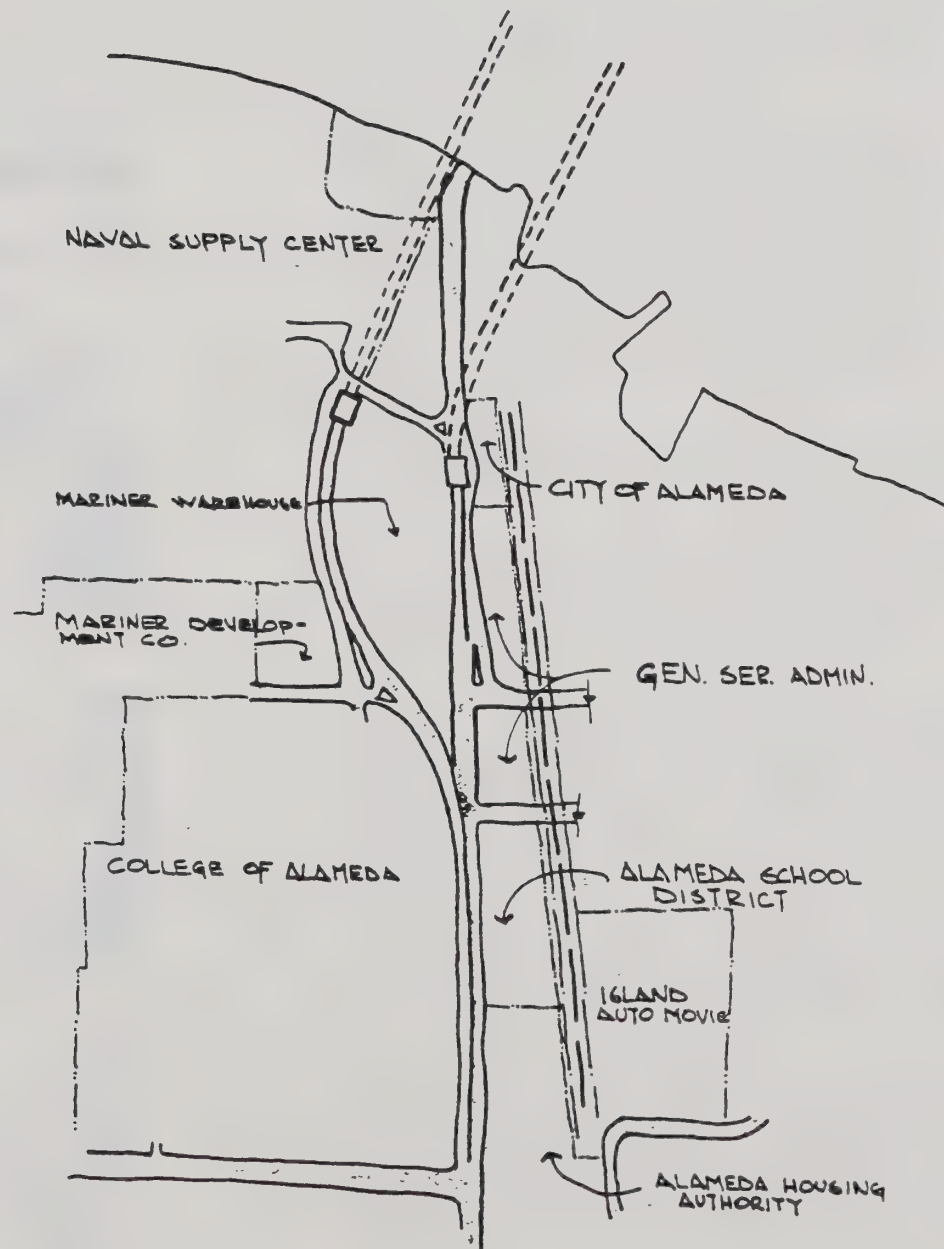 NAVAL SUPPLY CENTER
MARINER WAREHOUSE
CITY OF ALAMEDA
MARINER DEVELOP-
MENT CO.
GEN. SER. ADMIN.
COLLEGE OF ALAMEDA
ALAMEDA SCHOOL
DISTRICT
ISLAND
AUTO MOVIE
ALAMEDA HOUSING
AUTHORITY